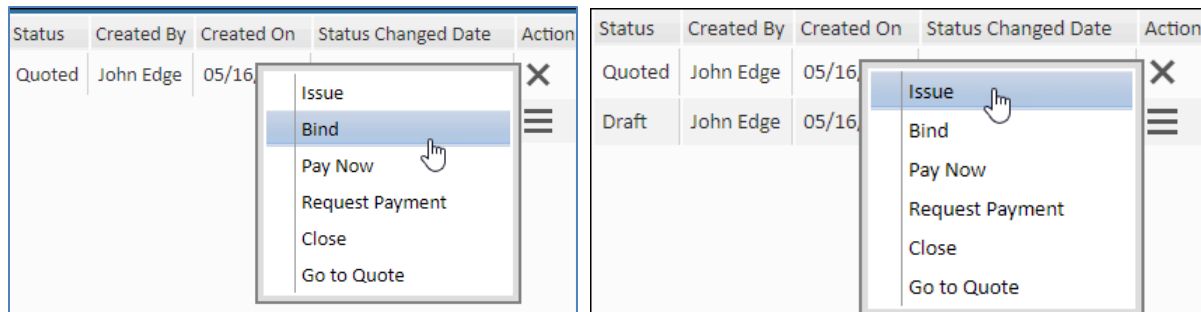 Status Created By Created On Status Changed Date Action
Quoted John Edge 05/16/
Issue
Bind
Pay Now
Request Payment
Close
Go to Quote
Status Created By Created On Status Changed Date Action
Quoted John Edge 05/16/
Draft John Edge 05/16/
Issue
Bind
Pay Now
Request Payment
Close
Go to Quote